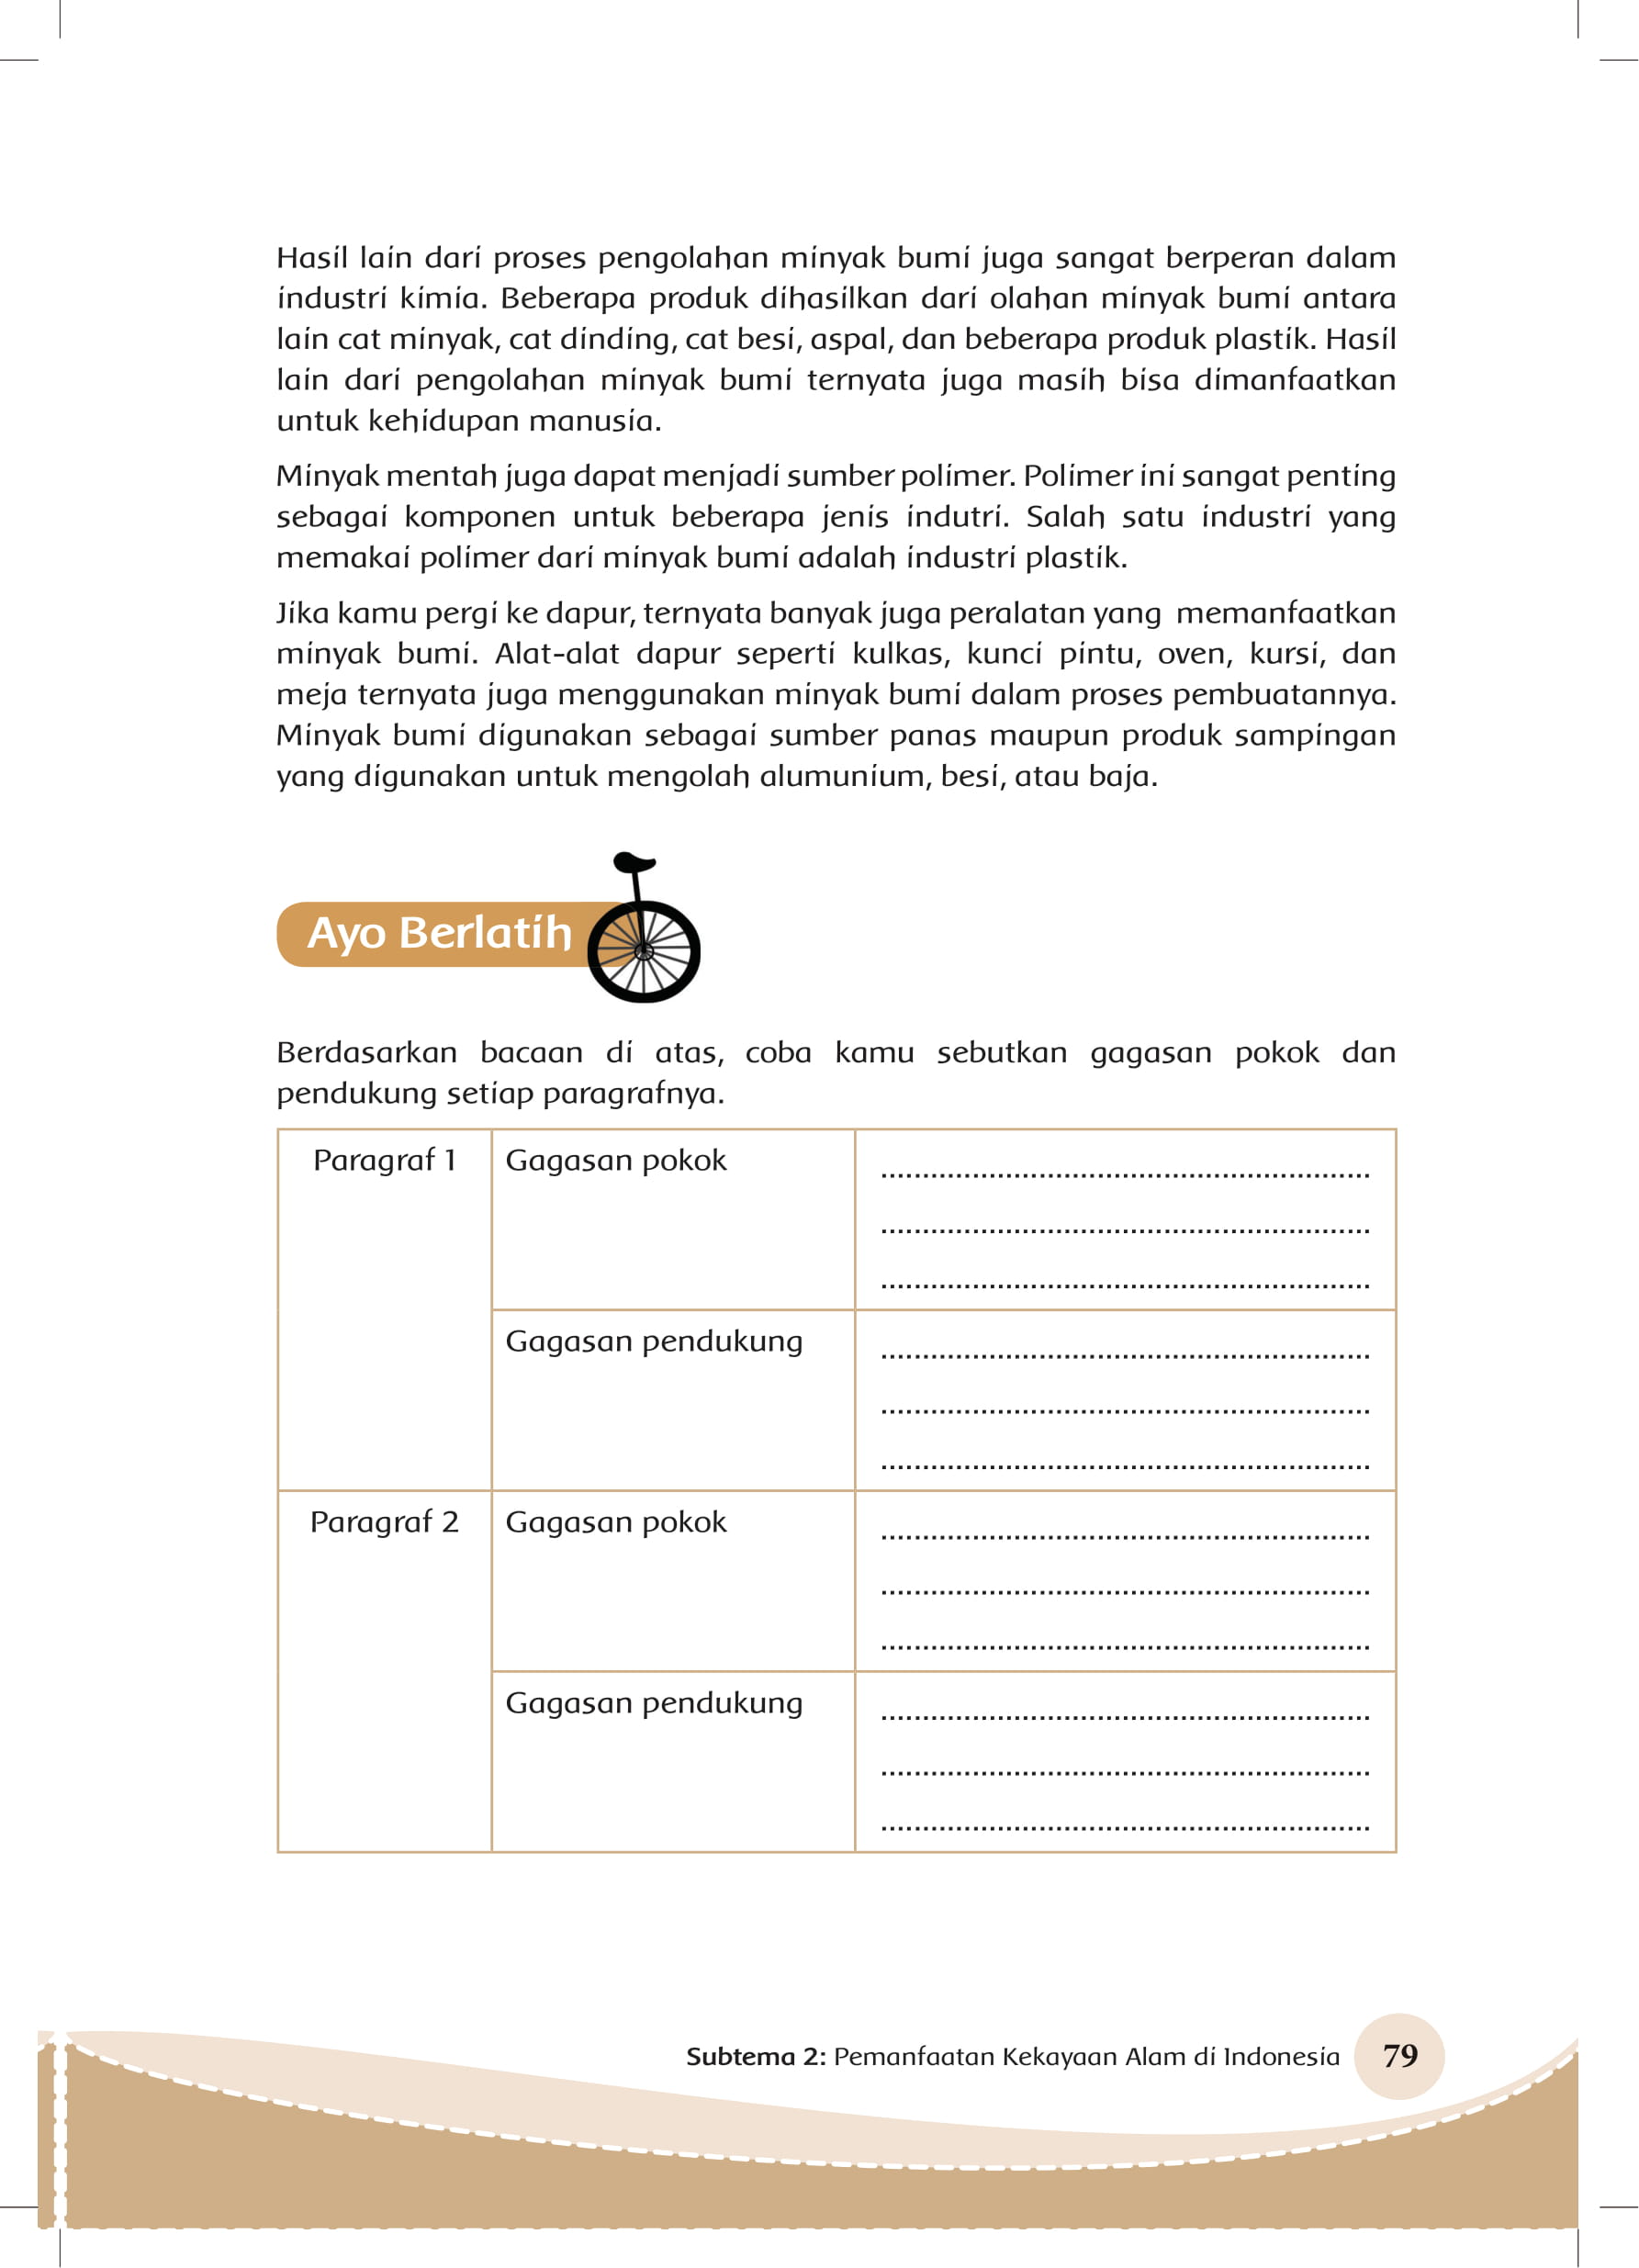 Hasil lain dari proses pengolahan minyak bumi juga sangat berperan dalam
industri kimia. Beberapa produk dihasilkan dari olahan minyak bumi antara
lain cat minyak, cat dinding, cat besi, aspal, dan beberapa produk plastik. Hasil
lain dari pengolahan minyak bumi ternyata juga masih bisa dimanfaatkan
untuk kehidupan manusia.
Minyak mentah juga dapat menjadi sumber polimer. Polimer ini sangat penting
sebagai komponen untuk beberapa jenis indutri. Salah satu industri yang
memakai polimer dari minyak bumi adalah industri plastik.
Jika kamu pergi ke dapur, ternyata banyak juga peralatan yang memanfaatkan
minyak bumi. Alat-alat dapur seperti kulkas, kunci pintu, oven, kursi, dan
meja ternyata juga menggunakan minyak bumi dalam proses pembuatannya.
Minyak bumi digunakan sebagai sumber panas maupun produk sampingan
yang digunakan untuk mengolah alumunium, besi, atau baja.
Ayo Berlatih
Berdasarkan bacaan di atas, coba kamu sebutkan gagasan pokok dan
pendukung setiap paragrafnya.
Paragraf 1 Gagasan pokok ..........................................................
..........................................................
..........................................................
Gagasan pendukung ..........................................................
..........................................................
..........................................................
Paragraf 2 Gagasan pokok ..........................................................
..........................................................
..........................................................
Gagasan pendukung ..........................................................
..........................................................
..........................................................
Subtema 2: Pemanfaatan Kekayaan Alam di Indonesia 79